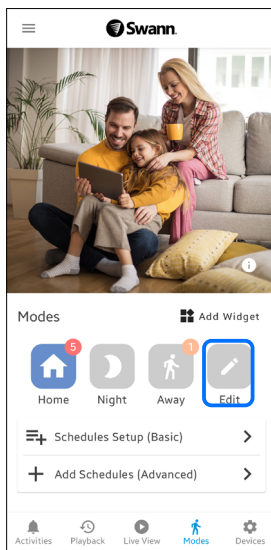 Swann
Modes
Add Widget
5
1
Home
Night
Away
Edit
Schedules Setup (Basic)
Add Schedules (Advanced)
Activities
Playback
Live View
Modes
Devices